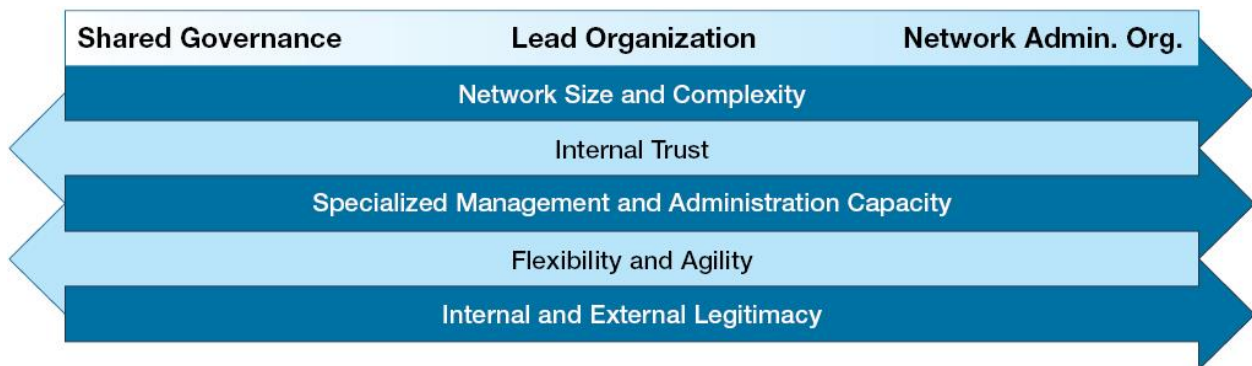 Shared Governance Lead Organization Network Admin. Org.
Network Size and Complexity
Internal Trust
Specialized Management and Administration Capacity
Flexibility and Agility
Internal and External Legitimacy